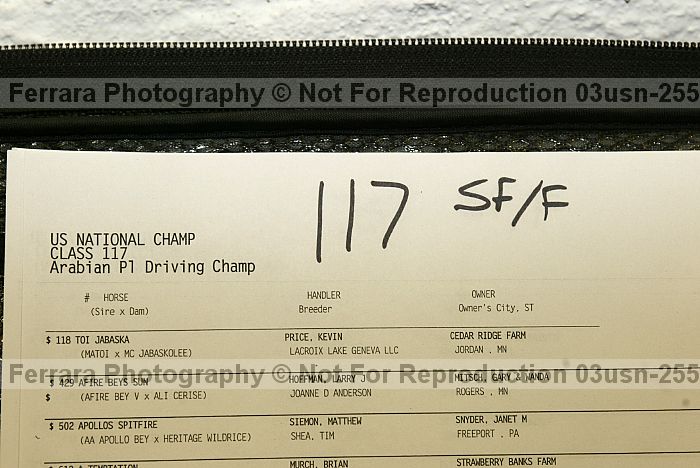 Ferrara Photography © Not For Reproduction 03usn-255
117 SF/F
US NATIONAL CHAMP
CLASS 117
Arabian Pl Driving Champ
# HORSE HANDLER OWNER
(Sire x Dam) Breeder Owner's City, ST
$ 118 TOI JABASKA PRICE, KEVIN CEDAR RIDGE FARM
(MATOI x MC JABASKOLEE) LACROIX LAKE GENEVA LLC JORDAN , MN
Ferrara Photography © Not For Reproduction 03usn-255
$ 429 AFIRE BEYS SUN HOFFMAN, LARRY J MITSCH, GARY & WANDA
$ (AFIRE BEY V x ALI CERISE) JOANNE D ANDERSON ROGERS , MN
$ 502 APOLLOS SPITFIRE SIEMON, MATTHEW SNYDER, JANET M
(AA APOLLO BEY x HERITAGE WILDRICE) SHEA, TIM FREEPORT , PA
A TEMPTATION MURCH, BRIAN STRAWBERRY BANKS FARM